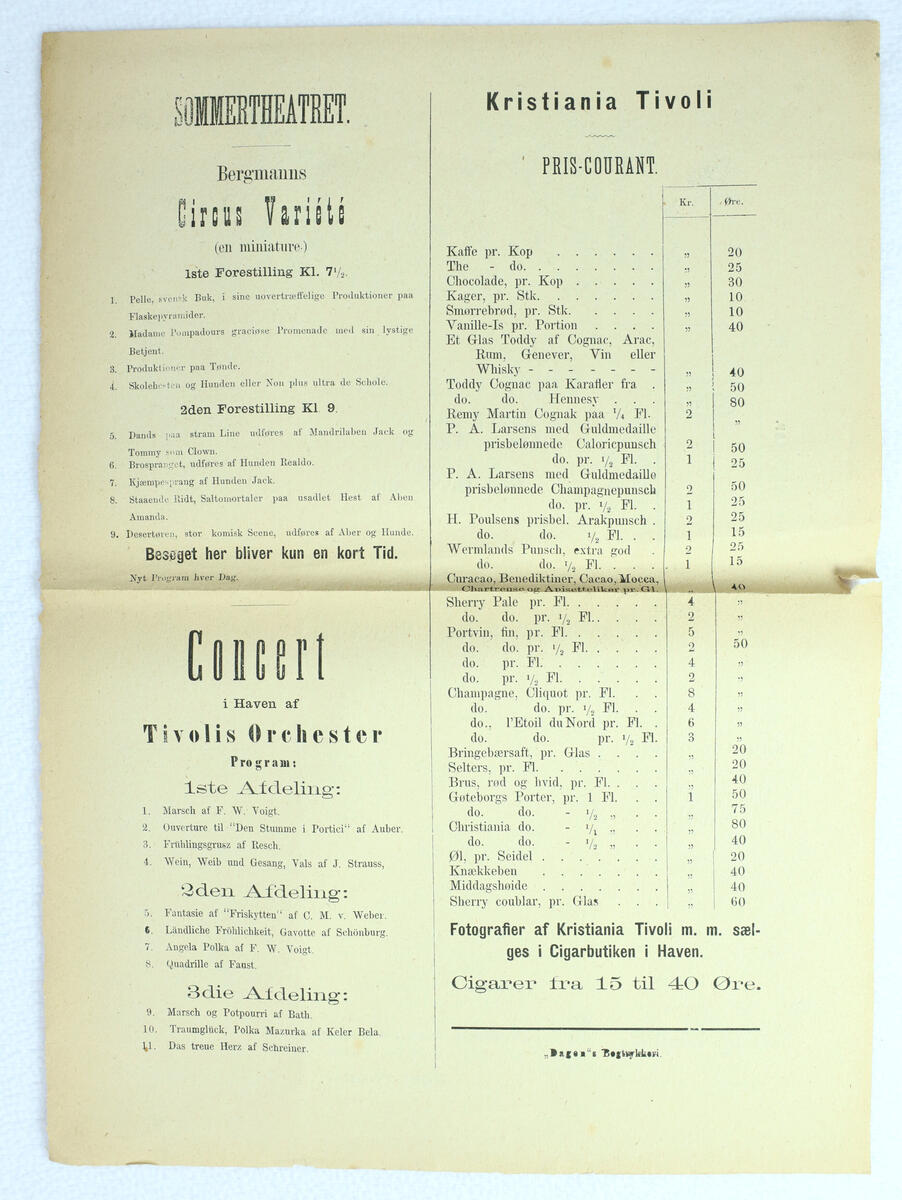 SOMMERTHEATRET.
Bergmanns
Circus Variété
(en miniature.)
1ste Forestilling Kl. 7½.
1. Pelle, svensk Buk, i sine uovertræffelige Produktioner paa
Flaskepyramider.
2. Madame Pompadours graciøse Promenade med sin lystige
Betjent.
3. Produktioner paa Tønde.
4. Skolehesten og Hunden eller Non plus ultra de Schole.
2den Forestilling Kl 9.
5. Dands paa stram Line udføres af Mandrilaben Jack og
Tommy som Clown.
6. Brospranget, udføres af Hunden Realdo.
7. Kjæmpesprang af Hunden Jack.
8. Staaende Ridt, Saltomortaler paa usadlet Hest af Aben
Amanda.
9. Desertøren, stor komisk Scene, udføres af Aber og Hunde.
Besøget her bliver kun en kort Tid.
Nyt Program hver Dag.
Concert
i Haven af
Tivolis Orchester
Program:
1ste Afdeling:
1. Marsch af F. W. Voigt.
2. Ouverture til "Den Stumme i Portici" af Auber.
3. Frühlingsgrusz af Resch.
4. Wein, Weib und Gesang, Vals af J. Strauss,
2den Afdeling:
5. Fantasie af "Friskytten" af C. M. v. Weber.
6. Ländliche Fröhlichkeit, Gavotte af Schönburg.
7. Angela Polka af F. W. Voigt.
8. Quadrille af Faust.
3die Afdeling:
9. Marsch og Potpourri af Bath.
10. Traumglück, Polka Mazurka af Keler Bela.
11. Das treue Herz af Schreiner.
Kristiania Tivoli
PRIS-COURANT.
Kr. Øre.
Kaffe pr. Kop . . . . . . „ 20
The - do. . . . . . . . „ 25
Chocolade, pr. Kop . . . . . „ 30
Kager, pr. Stk. . . . . . . „ 10
Smørrebrød, pr. Stk. . . . . „ 10
Vanille-Is pr. Portion . . . . „ 40
Et Glas Toddy af Cognac, Arac,
Rum, Genever, Vin eller
Whisky - - - - - - - „ 40
Toddy Cognac paa Karafler fra . „ 50
do. do. Hennesy . . . „ 80
Remy Martin Cognak paa ¼ Fl. 2 „
P. A. Larsens med Guldmedaille
prisbelønnede Caloricpunsch 2 50
do. pr. ½ Fl. . 1 25
P. A. Larsens med Guldmedaille
prisbelønnede Champagnepunsch 2 50
do. pr. ½ Fl. . 1 25
H. Poulsens prisbel. Arakpunsch . 2 25
do. do. ½ Fl. . . 1 15
Wermlands Punsch, extra god . 2 25
do. do. ½ Fl. . . . 1 15
Curacao, Benediktiner, Cacao, Mocca,
Chartreuse og Anisettelikør pr. Gl. „ 40
Sherry Pale pr. Fl. . . . . . 4 „
do. do. pr. ½ Fl. . . . . 2 „
Portvin, fin, pr. Fl. . . . . . 5 „
do. do. pr. ½ Fl. . . . . 2 50
do. pr. Fl. . . . . . . 4 „
do. pr. ½ Fl. . . . . . 2 „
Champagne, Cliquot pr. Fl. . . 8 „
do. do. pr. ½ Fl. . . 4 „
do., l'Etoil du Nord pr. Fl. . 6 „
do. do. pr. ½ Fl. 3 „
Bringebærsaft, pr. Glas . . . . „ 20
Selters, pr. Fl. . . . . . . „ 20
Brus, rød og hvid, pr. Fl. . . . „ 40
Gøteborgs Porter, pr. 1 Fl. . . 1 50
do. do. - ½ „ . . „ 75
Christiania do. - 1/1 „ . . „ 80
do. do. - ½ „ . . „ 40
Øl, pr. Seidel . . . . . . . „ 20
Knækkeben . . . . . . . „ 40
Middagshøide . . . . . . . „ 40
Sherry coublar, pr. Glas . . . „ 60
Fotografier af Kristiania Tivoli m. m. sæl-
ges i Cigarbutiken i Haven.
Cigarer fra 15 til 40 Øre.
„Dagen"s Bogtrykkeri.